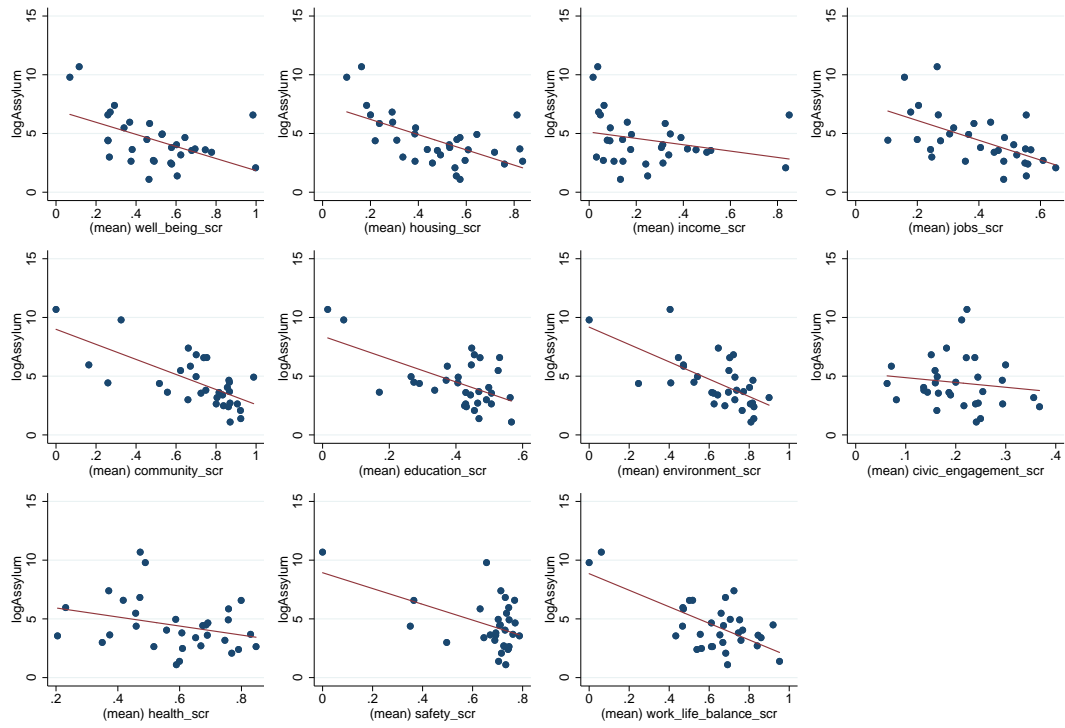 15
10
5
0
logAssylum
0 .2 .4 .6 .8 1
(mean) well_being_scr
15
10
5
0
logAssylum
0 .2 .4 .6 .8
(mean) housing_scr
15
10
5
0
logAssylum
0 .2 .4 .6 .8
(mean) income_scr
15
10
5
0
logAssylum
0 .2 .4 .6
(mean) jobs_scr
15
10
5
0
logAssylum
0 .2 .4 .6 .8 1
(mean) community_scr
15
10
5
0
logAssylum
0 .2 .4 .6
(mean) education_scr
15
10
5
0
logAssylum
0 .2 .4 .6 .8 1
(mean) environment_scr
15
10
5
0
logAssylum
0 .1 .2 .3 .4
(mean) civic_engagement_scr
15
10
5
0
logAssylum
.2 .4 .6 .8
(mean) health_scr
15
10
5
0
logAssylum
0 .2 .4 .6 .8
(mean) safety_scr
15
10
5
0
logAssylum
0 .2 .4 .6 .8 1
(mean) work_life_balance_scr